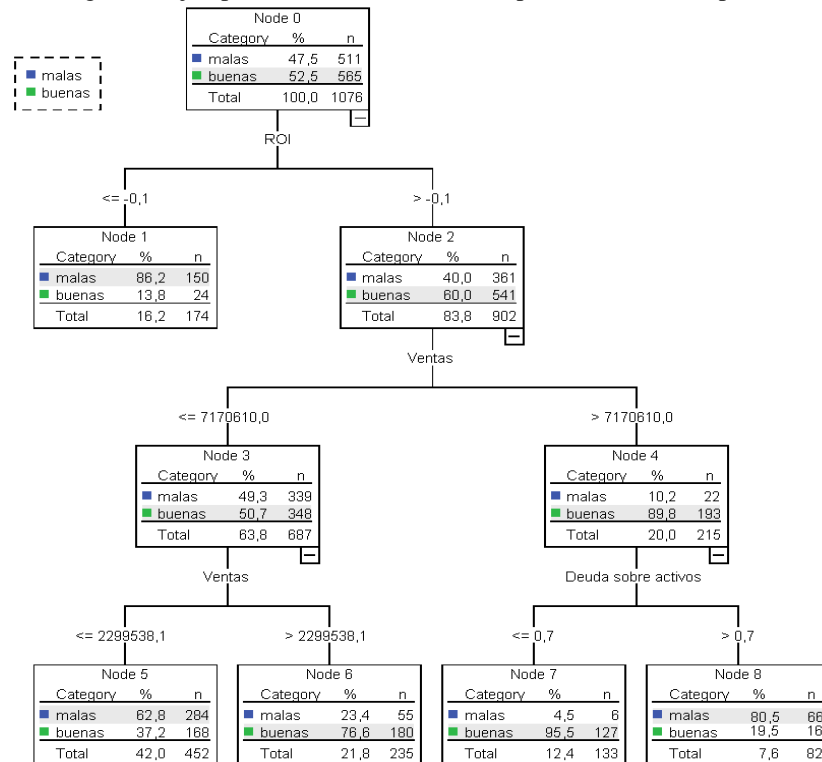 Node 0
Category % n
malas 47,5 511
buenas 52,5 565
Total 100,0 1076
malas
buenas
ROI
<= -0,1
> -0,1
Node 1
Category % n
malas 86,2 150
buenas 13,8 24
Total 16,2 174
Node 2
Category % n
malas 40,0 361
buenas 60,0 541
Total 83,8 902
Ventas
<= 7170610,0
> 7170610,0
Node 3
Category % n
malas 49,3 339
buenas 50,7 348
Total 63,8 687
Node 4
Category % n
malas 10,2 22
buenas 89,8 193
Total 20,0 215
Ventas
Deuda sobre activos
<= 2299538,1
> 2299538,1
<= 0,7
> 0,7
Node 5
Category % n
malas 62,8 284
buenas 37,2 168
Total 42,0 452
Node 6
Category % n
malas 23,4 55
buenas 76,6 180
Total 21,8 235
Node 7
Category % n
malas 4,5 6
buenas 95,5 127
Total 12,4 133
Node 8
Category % n
malas 80,5 66
buenas 19,5 16
Total 7,6 82